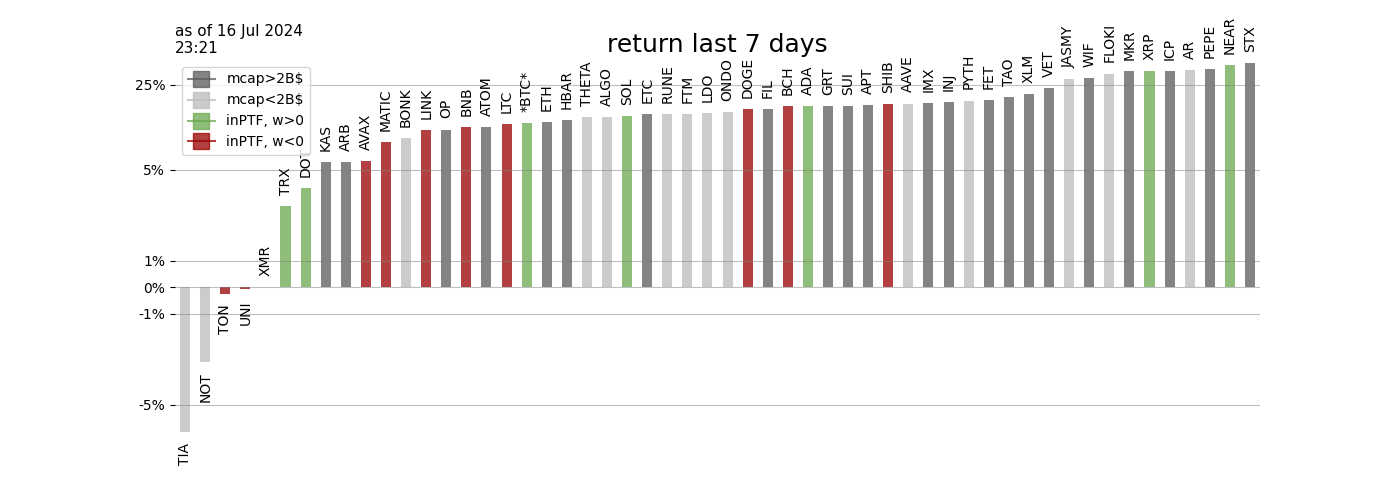 as of 16 Jul 2024
23:21
return last 7 days
mcap>2B$
mcap<2B$
inPTF, w>0
inPTF, w<0
25%
5%
1%
0%
-1%
-5%
TIA
NOT
TON
UNI
XMR
TRX
DOT
KAS
ARB
AVAX
MATIC
BONK
LINK
OP
BNB
ATOM
LTC
*BTC*
ETH
HBAR
THETA
ALGO
SOL
ETC
RUNE
FTM
LDO
ONDO
DOGE
FIL
BCH
ADA
GRT
SUI
APT
SHIB
AAVE
IMX
INJ
PYTH
FET
TAO
XLM
VET
JASMY
WIF
FLOKI
MKR
XRP
ICP
AR
PEPE
NEAR
STX